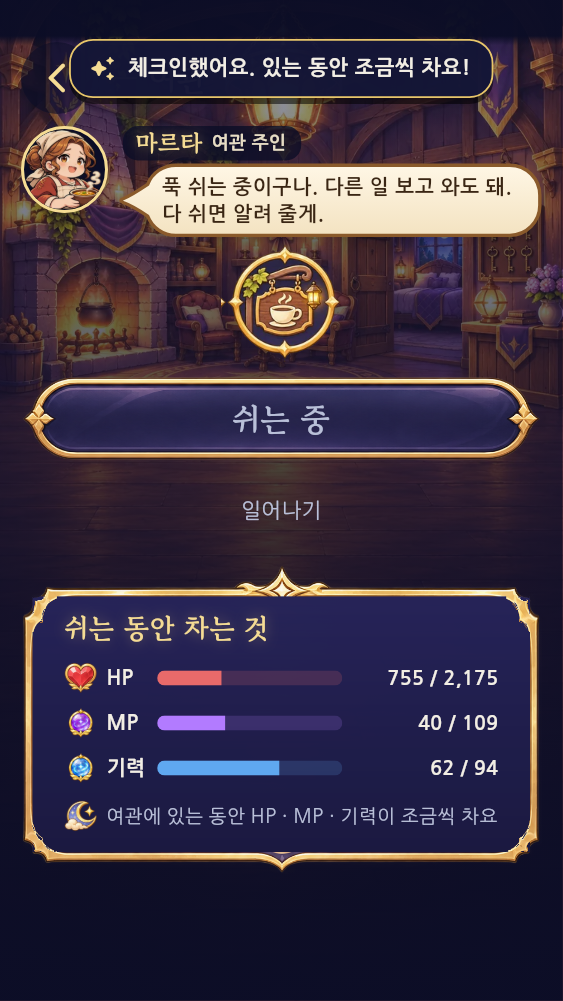 체크인했어요. 있는 동안 조금씩 차요!
마르타 여관 주인
푹 쉬는 중이구나. 다른 일 보고 와도 돼.
다 쉬면 알려 줄게.
쉬는 중
일어나기
쉬는 동안 차는 것
HP 755 / 2,175
MP 40 / 109
기력 62 / 94
여관에 있는 동안 HP · MP · 기력이 조금씩 차요